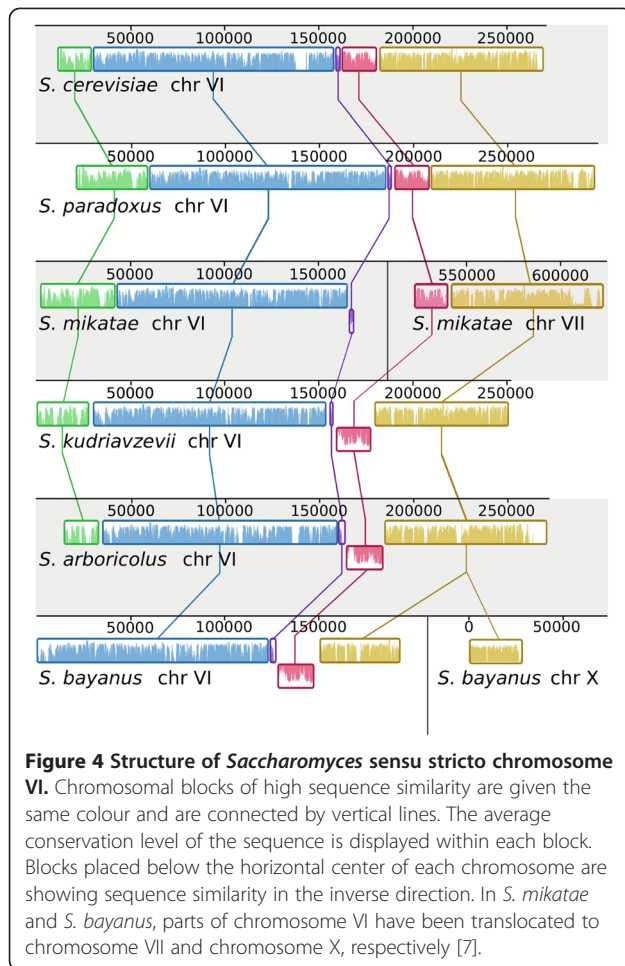 50000 100000 150000 200000 250000
S. cerevisiae chr VI
50000 100000 150000 200000 250000
S. paradoxus chr VI
50000 100000 150000 550000 600000
S. mikatae chr VI S. mikatae chr VII
50000 100000 150000 200000 250000
S. kudriavzevii chr VI
50000 100000 150000 200000 250000
S. arboricolus chr VI
50000 100000 150000 0 50000
S. bayanus chr VI S. bayanus chr X
Figure 4 Structure of Saccharomyces sensu stricto chromosome
VI. Chromosomal blocks of high sequence similarity are given the
same colour and are connected by vertical lines. The average
conservation level of the sequence is displayed within each block.
Blocks placed below the horizontal center of each chromosome are
showing sequence similarity in the inverse direction. In S. mikatae
and S. bayanus, parts of chromosome VI have been translocated to
chromosome VII and chromosome X, respectively [7].